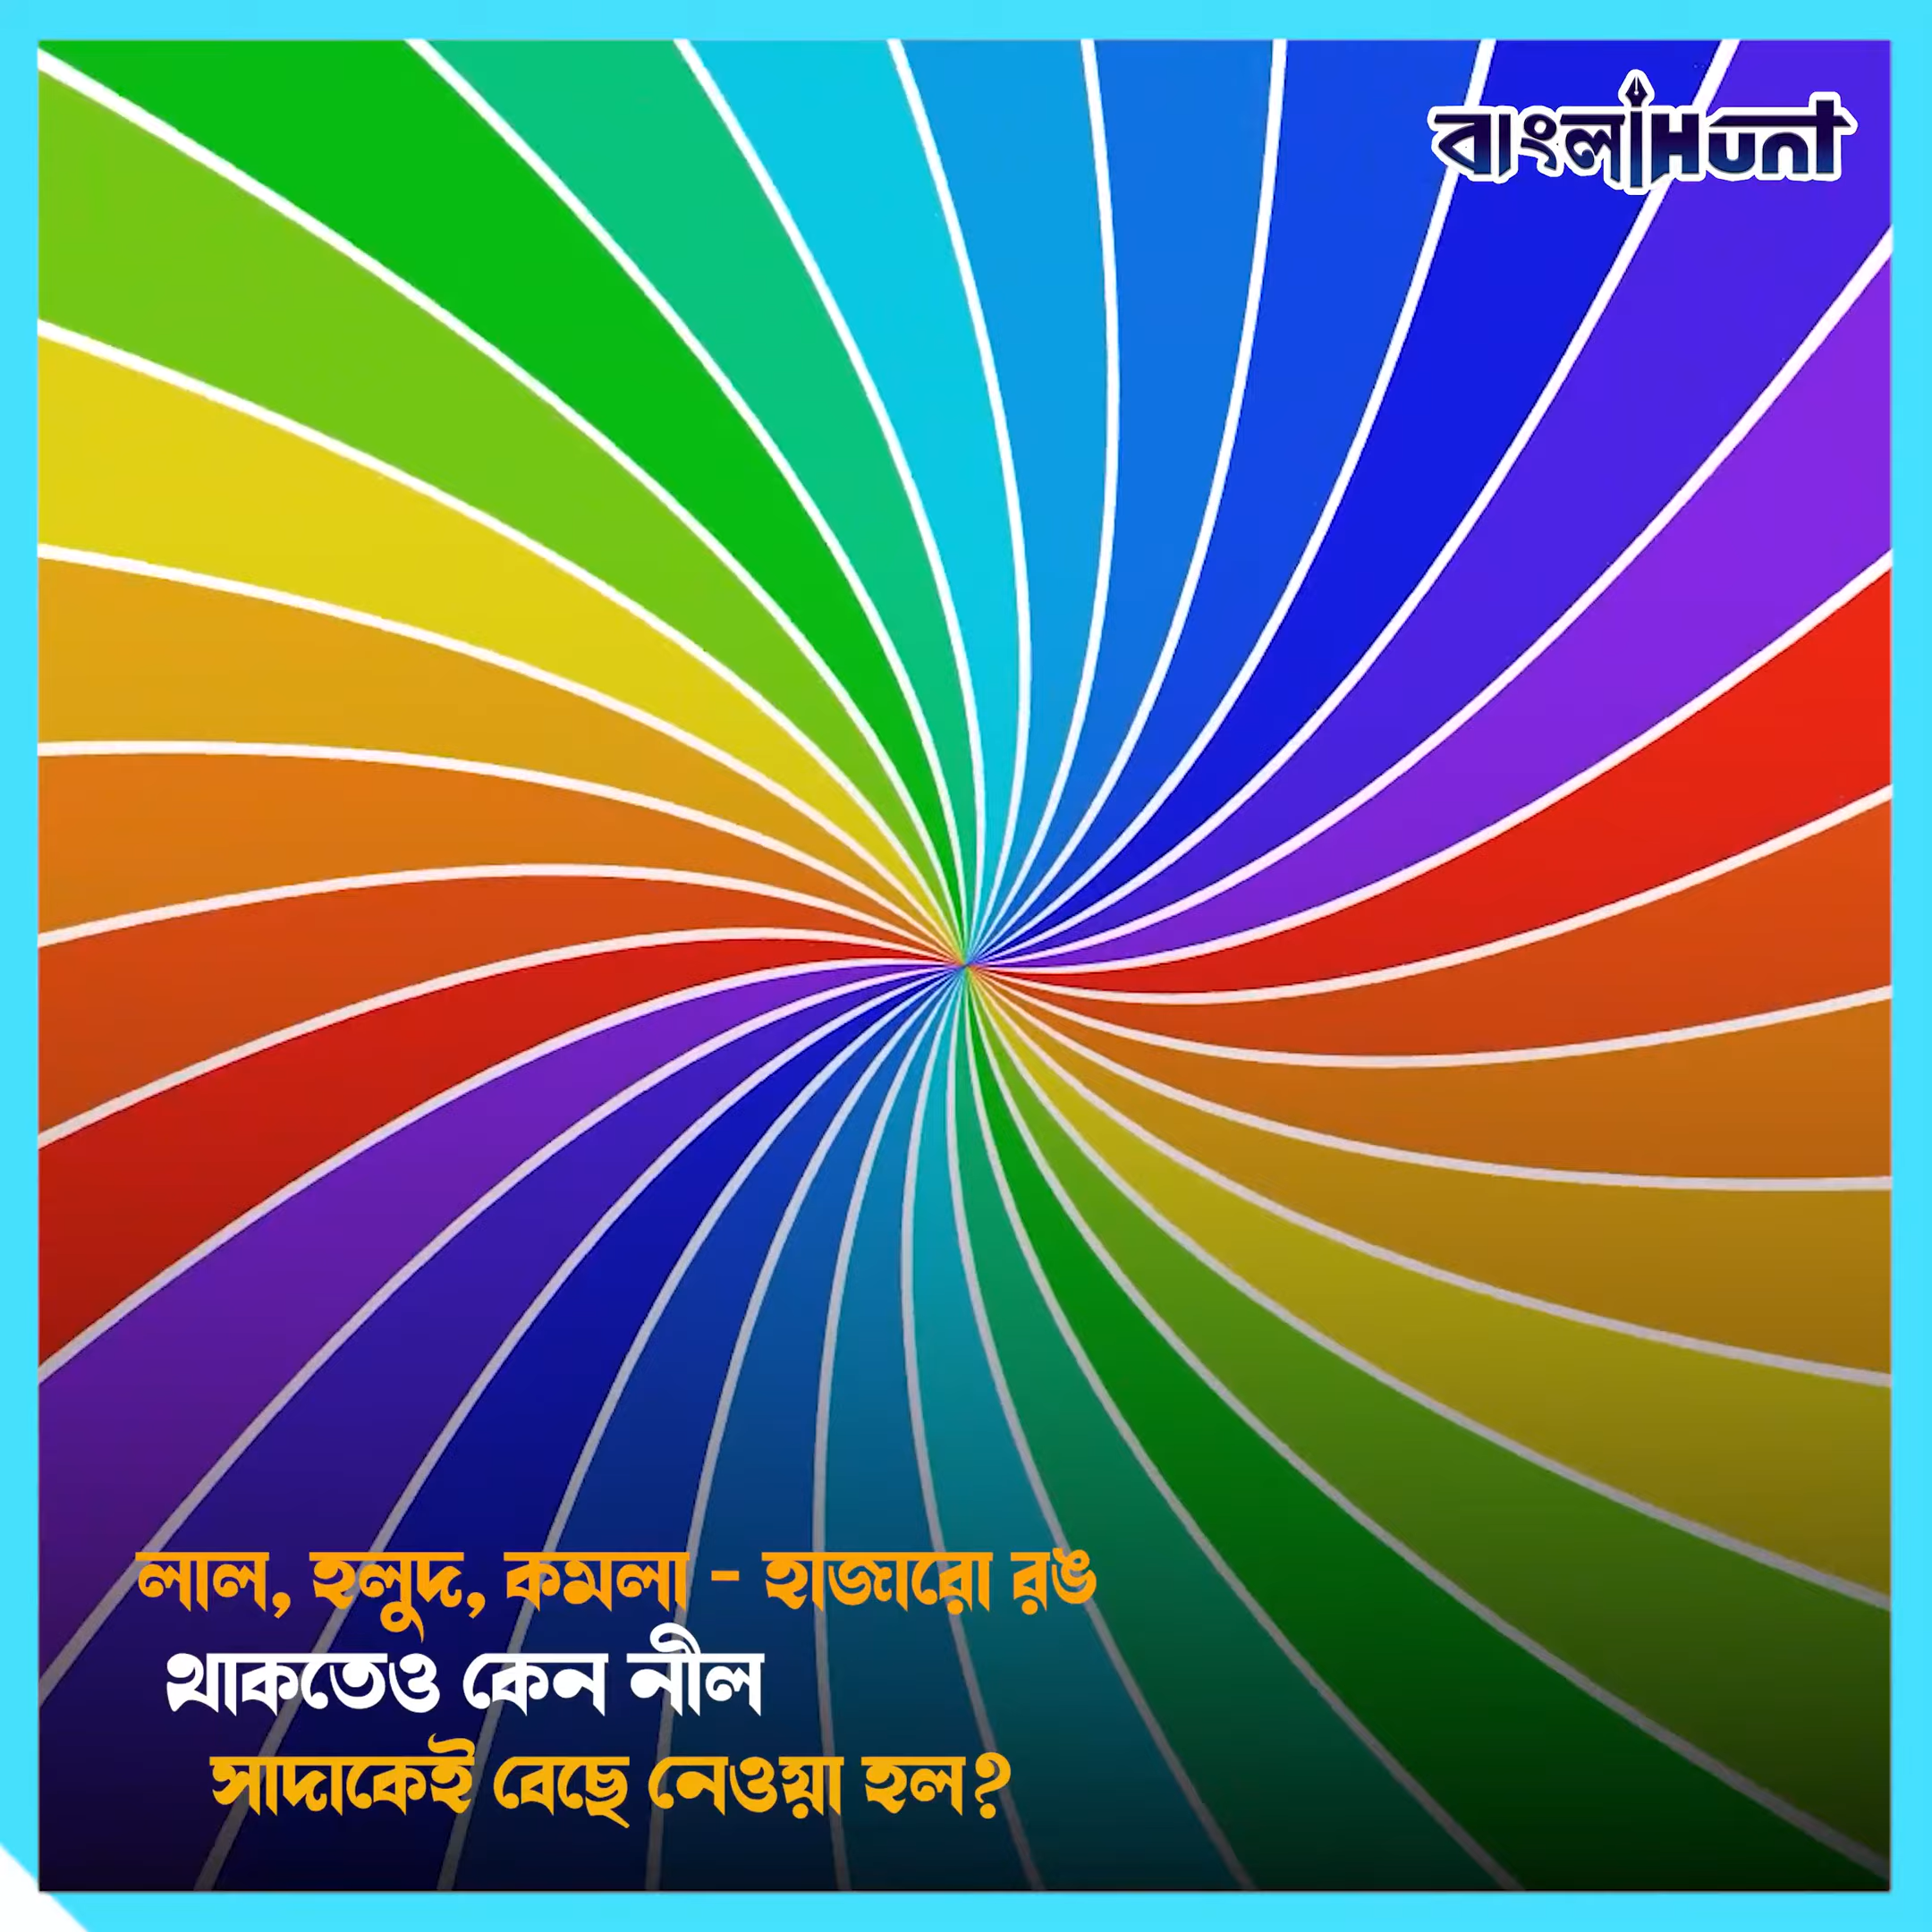 বাংলাHunt
লাল, হলুদ, কমলা - হাজারো রঙ
থাকতেও কেন নীল
সাদাকেই বেছে নেওয়া হল?